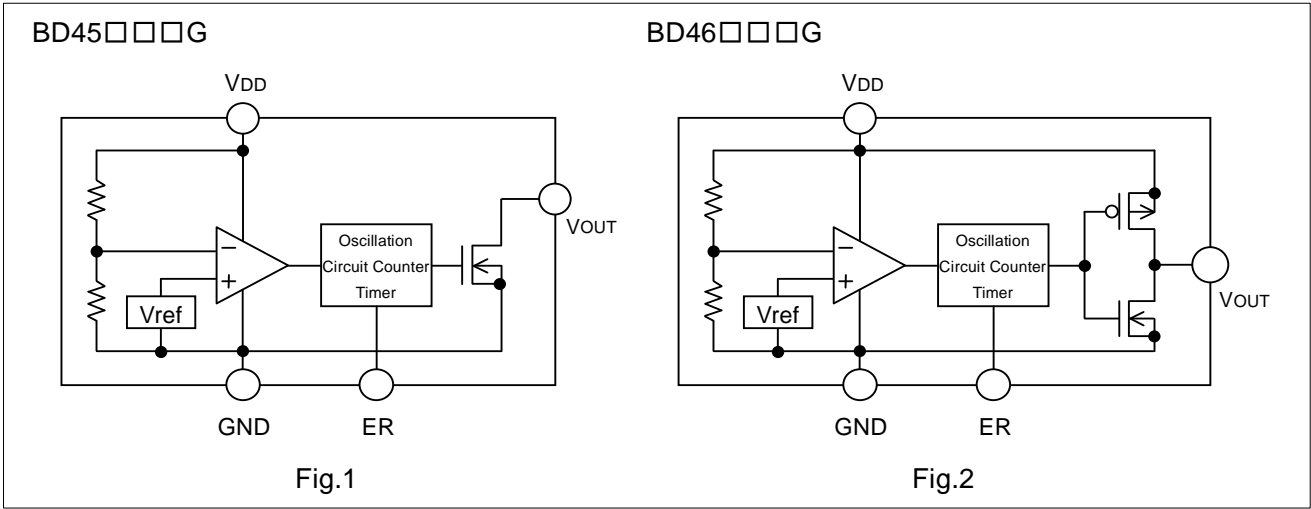 BD45□□□G
VDD
VOUT
Oscillation
Circuit Counter
Timer
−
+
Vref
GND
ER
Fig.1
BD46□□□G
VDD
VOUT
Oscillation
Circuit Counter
Timer
−
+
Vref
GND
ER
Fig.2